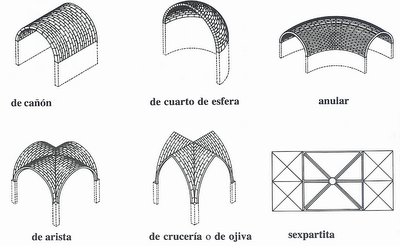 de cañón
de cuarto de esfera
anular
de arista
de crucería o de ojiva
sexpartita